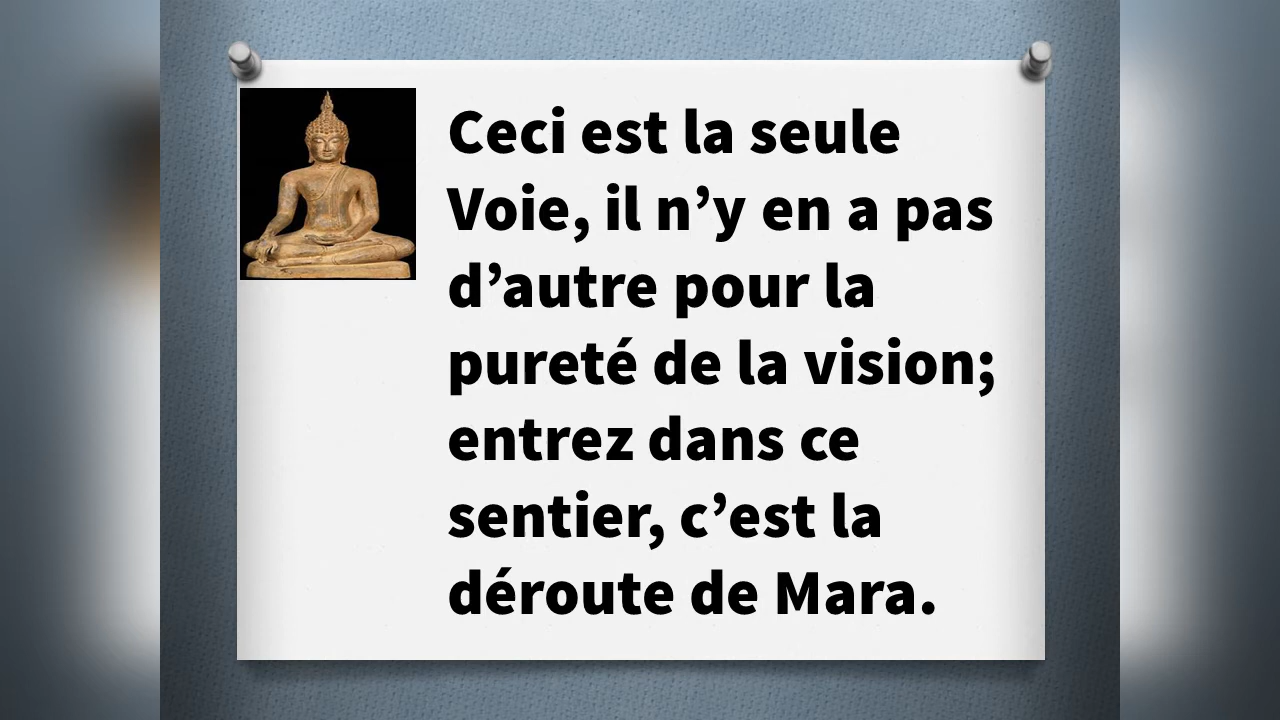 Ceci est la seule
Voie, il n’y en a pas
d’autre pour la
pureté de la vision;
entrez dans ce
sentier, c’est la
déroute de Mara.